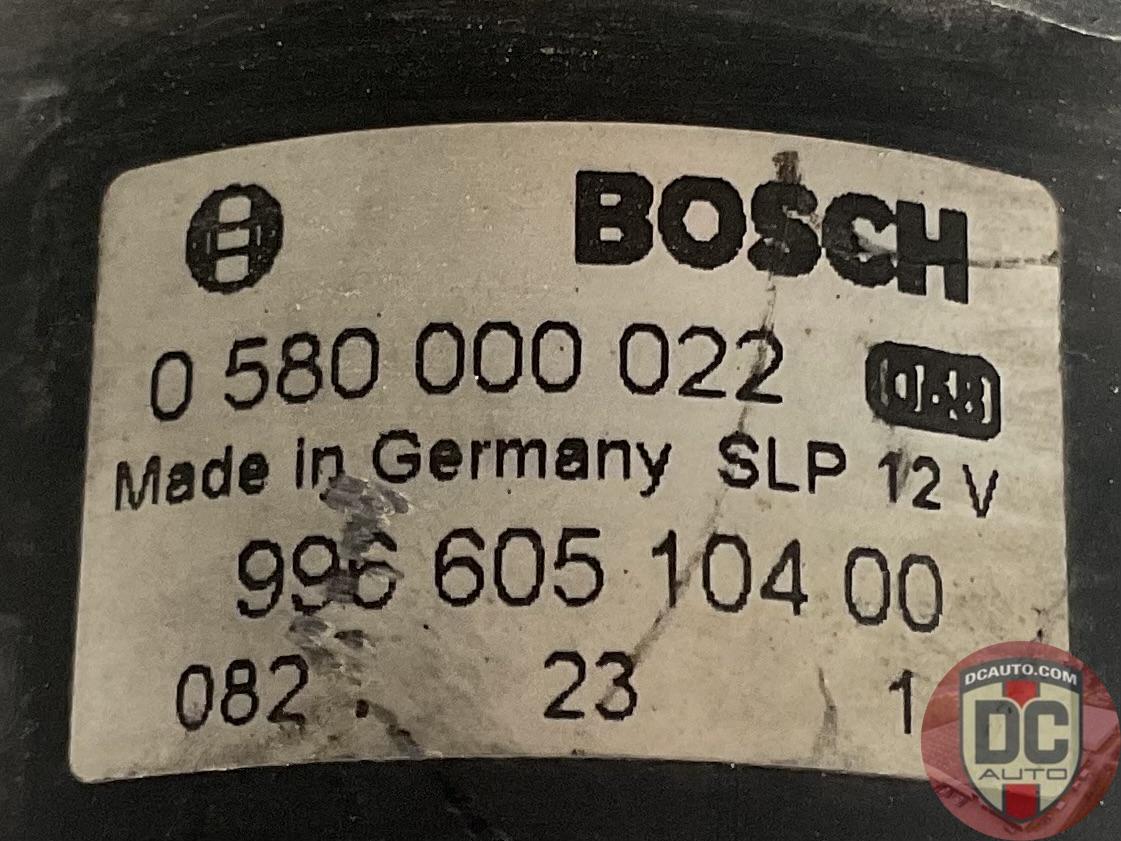 BOSCH
0 580 000 022
Made in Germany SLP 12 V
996 605 104 00
082 23 1
DCAUTO.COM
DC
AUTO